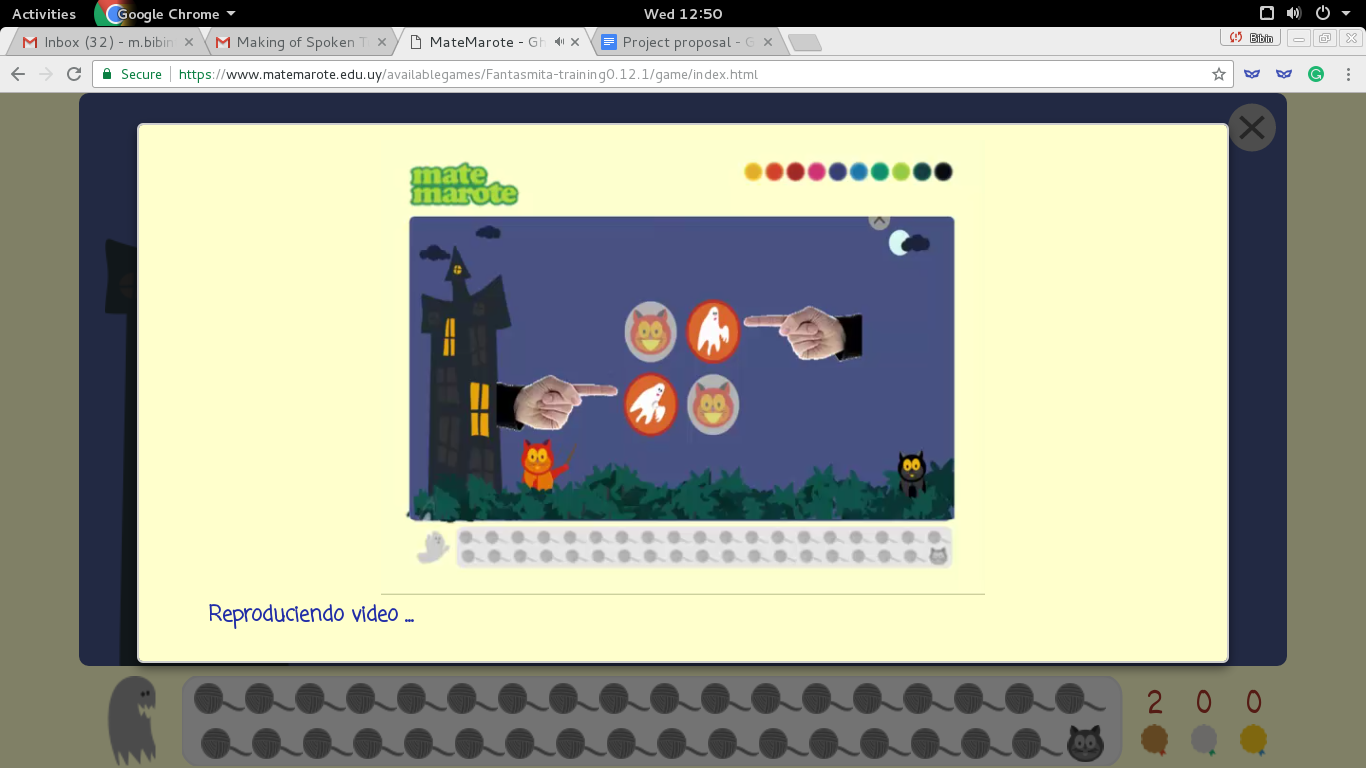 Activities
Google Chrome
Wed 12:50
Inbox (32) - m.bibin
Making of Spoken T
MateMarote - Gh
Project proposal - G
Bibin
Secure
https://www.matemarote.edu.uy/availablegames/Fantasmita-training0.12.1/game/index.html
mate
marote
Reproduciendo video ...
2 0 0